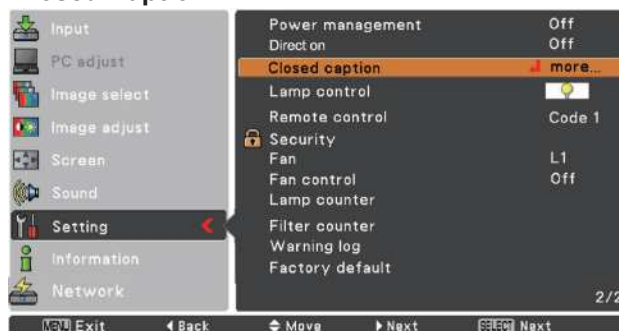 Input
PC adjust
Image select
Image adjust
Screen
Sound
Setting
Information
Network
Power management Off
Direct on Off
Closed caption more...
Lamp control
Remote control Code 1
Security
Fan L1
Fan control Off
Lamp counter
Filter counter
Warning log
Factory default
2/2
MENU Exit Back Move Next SELECT Next